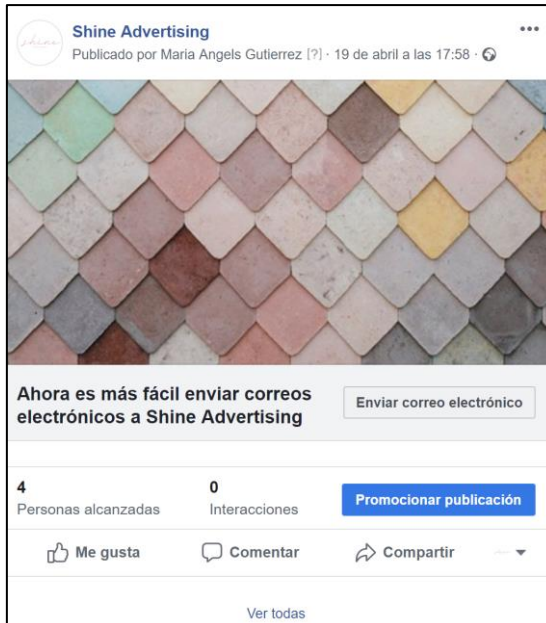 shine
Shine Advertising
Publicado por Maria Angels Gutierrez [?] · 19 de abril a las 17:58 ·
Ahora es más fácil enviar correos
electrónicos a Shine Advertising
Enviar correo electrónico
4
Personas alcanzadas
0
Interacciones
Promocionar publicación
Me gusta
Comentar
Compartir
Ver todas